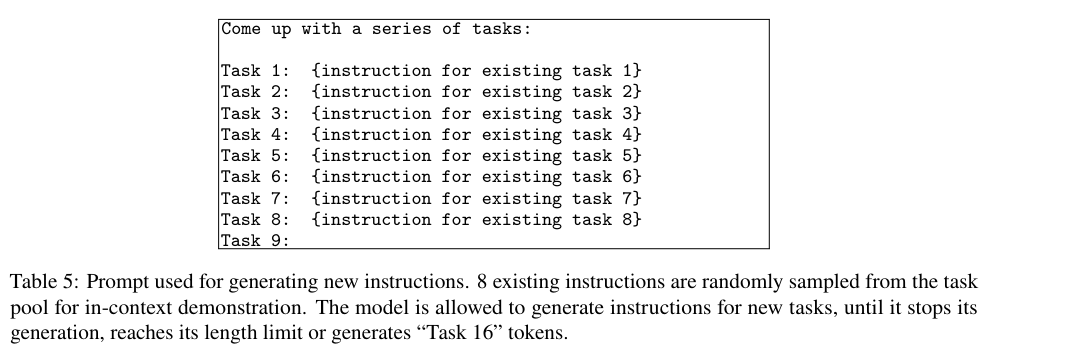 Come up with a series of tasks:
Task 1: {instruction for existing task 1}
Task 2: {instruction for existing task 2}
Task 3: {instruction for existing task 3}
Task 4: {instruction for existing task 4}
Task 5: {instruction for existing task 5}
Task 6: {instruction for existing task 6}
Task 7: {instruction for existing task 7}
Task 8: {instruction for existing task 8}
Task 9:
Table 5: Prompt used for generating new instructions. 8 existing instructions are randomly sampled from the task
pool for in-context demonstration. The model is allowed to generate instructions for new tasks, until it stops its
generation, reaches its length limit or generates “Task 16” tokens.